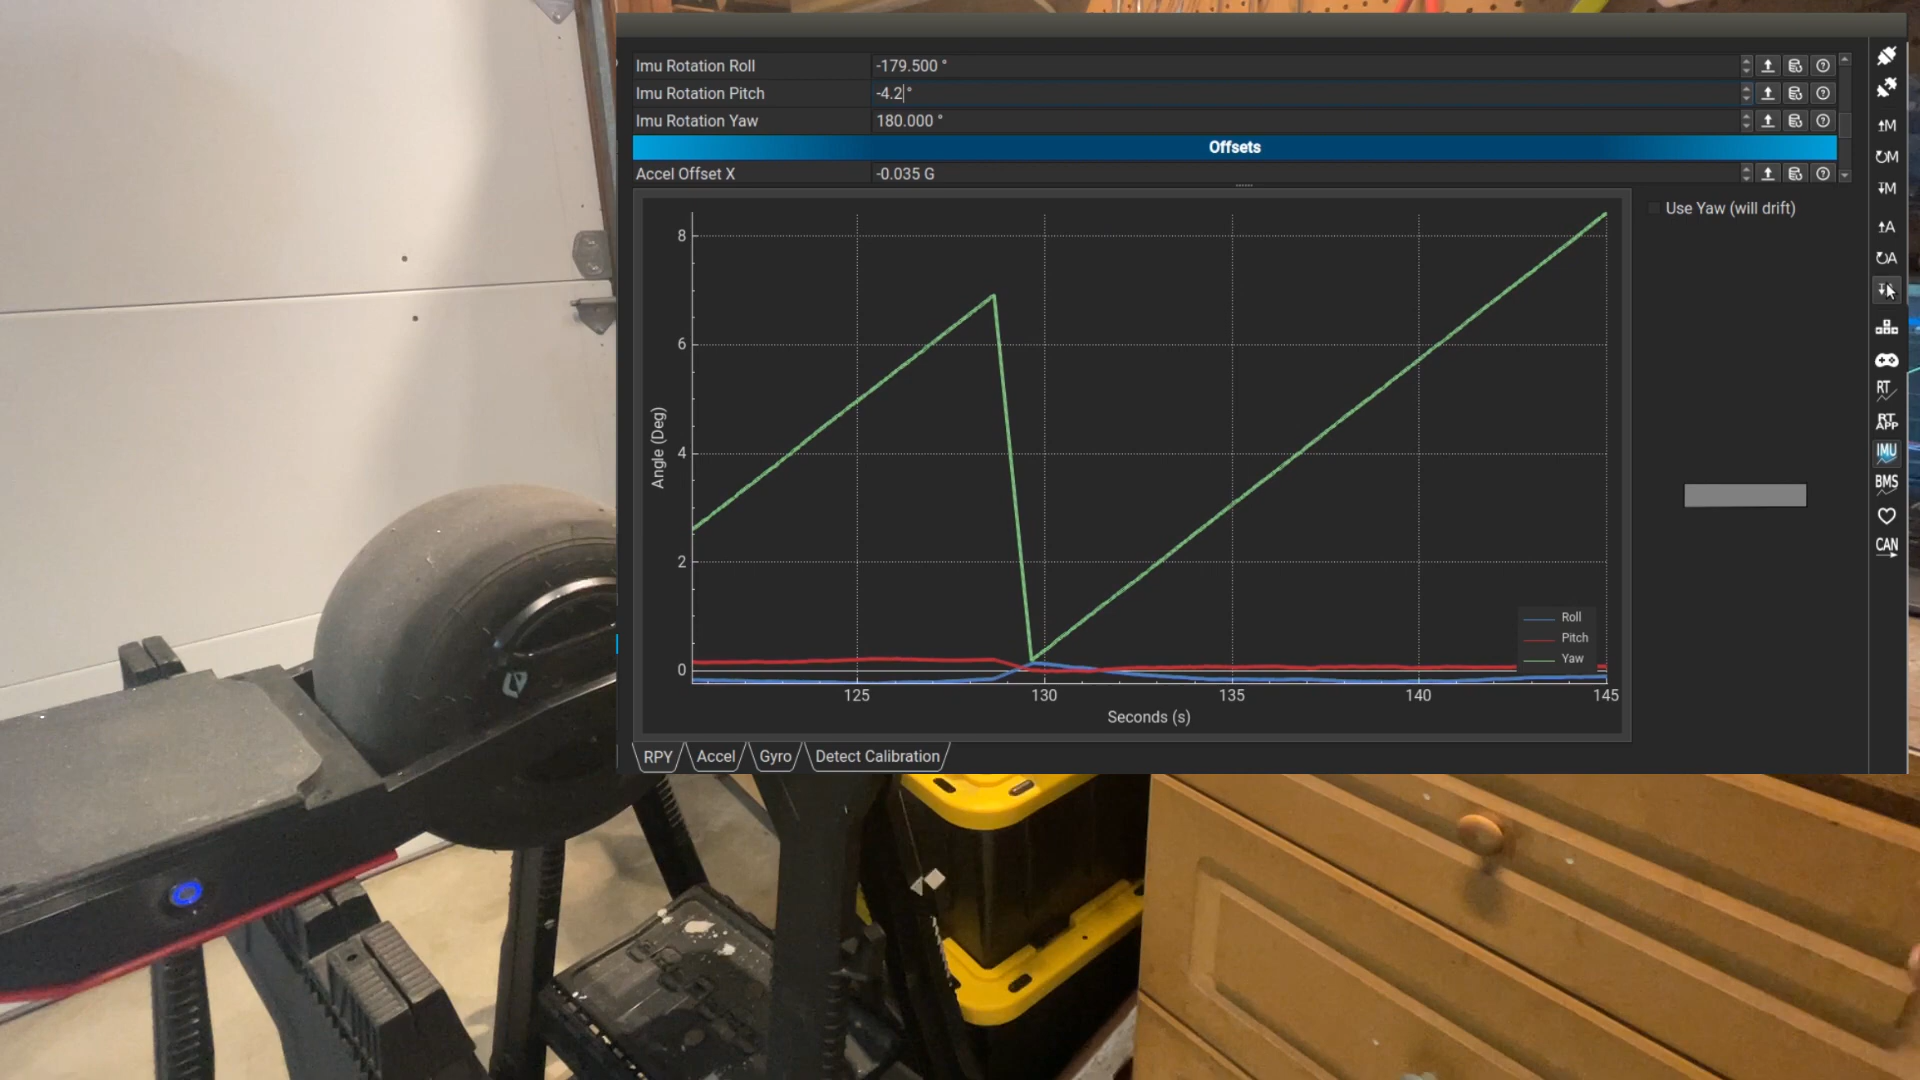 Imu Rotation Roll -179.500 °
Imu Rotation Pitch -4.2 °
Imu Rotation Yaw 180.000 °
Offsets
Accel Offset X -0.035 G
Use Yaw (will drift)
8
6
4
2
0
Angle (Deg)
125 130 135 140 145
Seconds (s)
Roll
Pitch
Yaw
RPY Accel Gyro Detect Calibration
M
M
M
A
A
RT
RT
APP
IMU
BMS
CAN